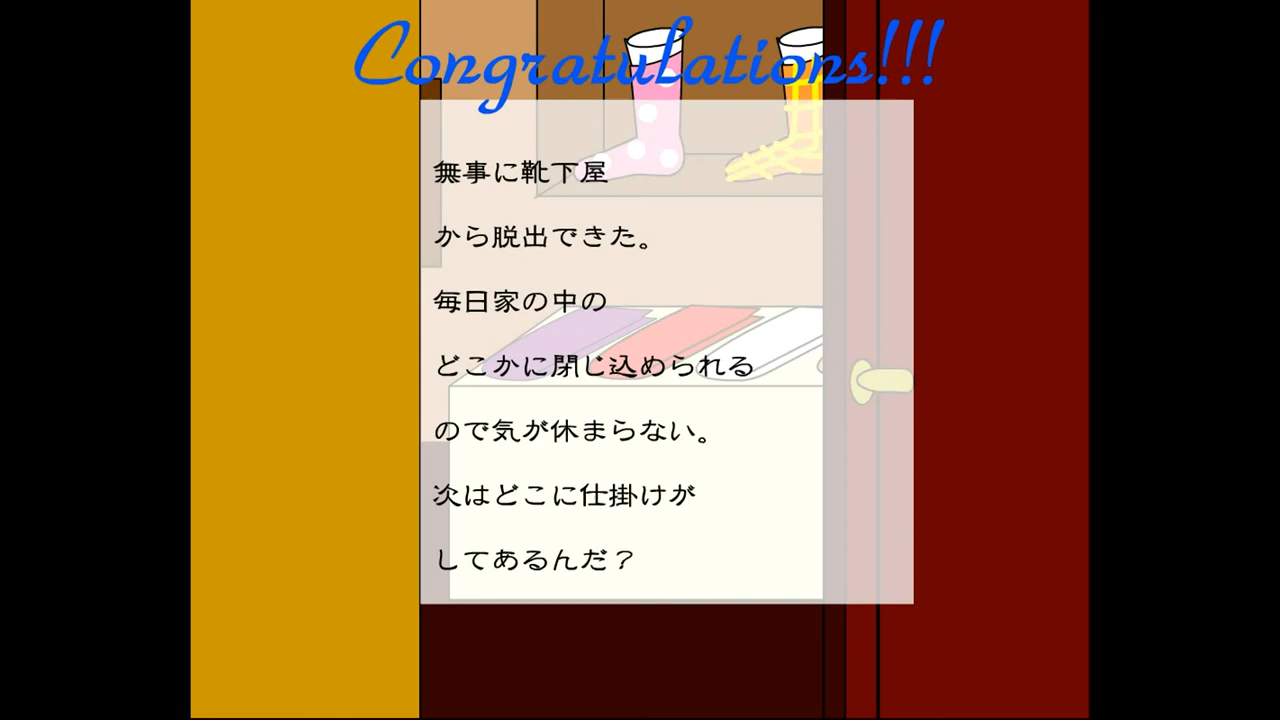 Congratulations!!!
無事に靴下屋
から脱出できた。
毎日家の中の
どこかに閉じ込められる
ので気が休まらない。
次はどこに仕掛けが
してあるんだ？